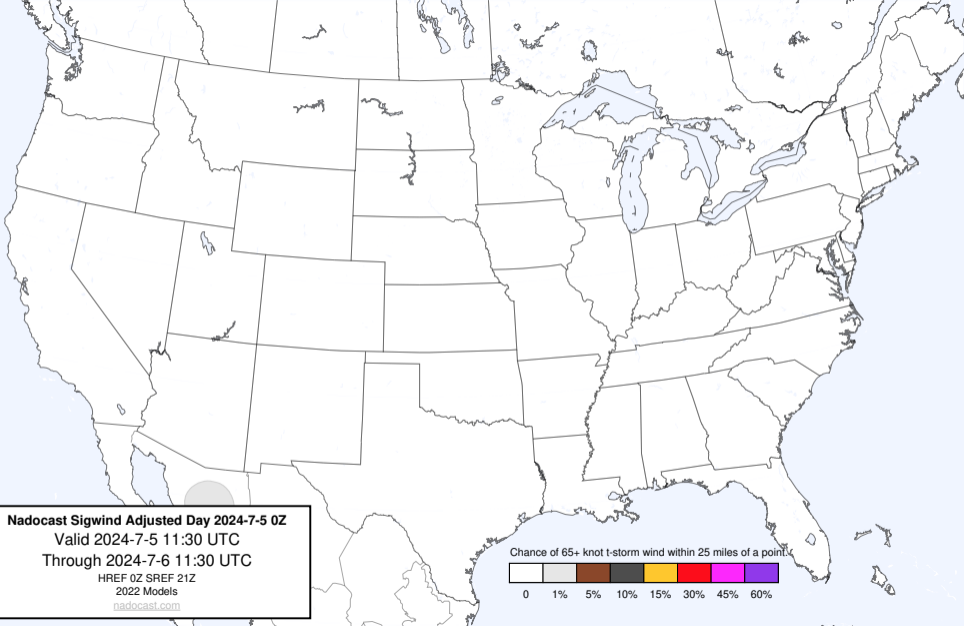 Nadocast Sigwind Adjusted Day 2024-7-5 0Z
Valid 2024-7-5 11:30 UTC
Through 2024-7-6 11:30 UTC
HREF 0Z SREF 21Z
2022 Models
nadocast.com
Chance of 65+ knot t-storm wind within 25 miles of a point.
0 1% 5% 10% 15% 30% 45% 60%